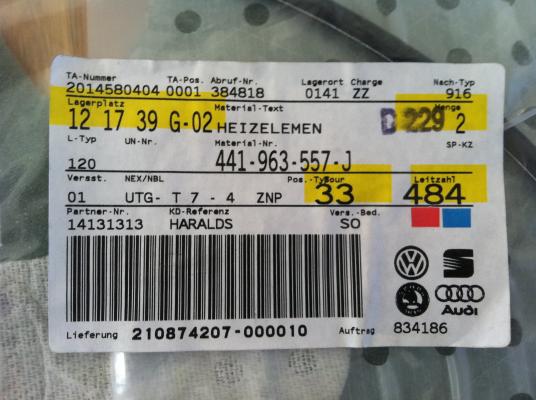 TA-Nummer TA-Pos. Abruf-Nr. Lagerort Charge Nach-Typ
2014580404 0001 384818 0141 ZZ 916
Lagerplatz Material-Text Menge
12 17 39 G-02 HEIZELEMEN D 229 2
L-Typ UN-Nr. Material-Nr. SP-KZ
120 441-963-557-J
Versst. NEX/NBL Pos.-Typ Tour Leitzahl
01 UTG- T 7 - 4 ZNP 33 484
Partner-Nr. KD-Referenz Vers.-Bed.
14131313 HARALDS SO
Audi
Lieferung 210874207-000010 Auftrag 834186